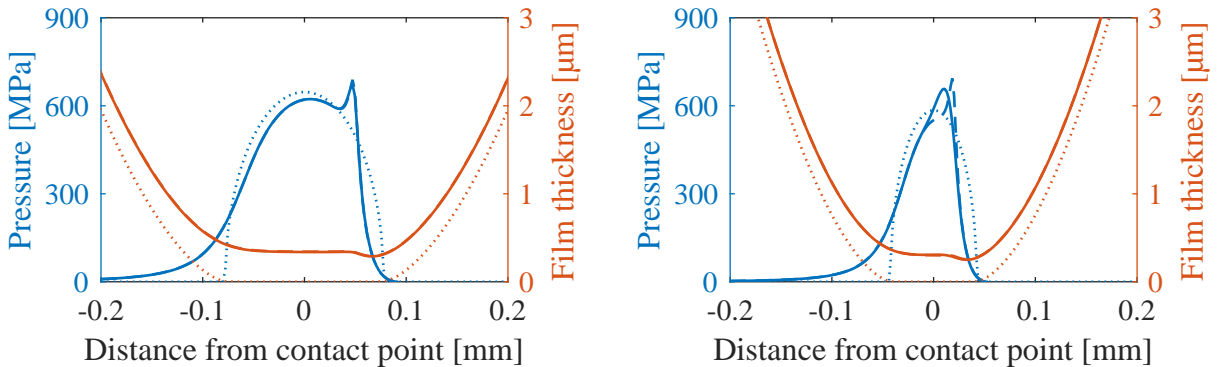 900
600
300
0
Pressure [MPa]
3
2
1
0
Film thickness [μm]
-0.2 -0.1 0 0.1 0.2
Distance from contact point [mm]
900
600
300
0
Pressure [MPa]
3
2
1
0
Film thickness [μm]
-0.2 -0.1 0 0.1 0.2
Distance from contact point [mm]